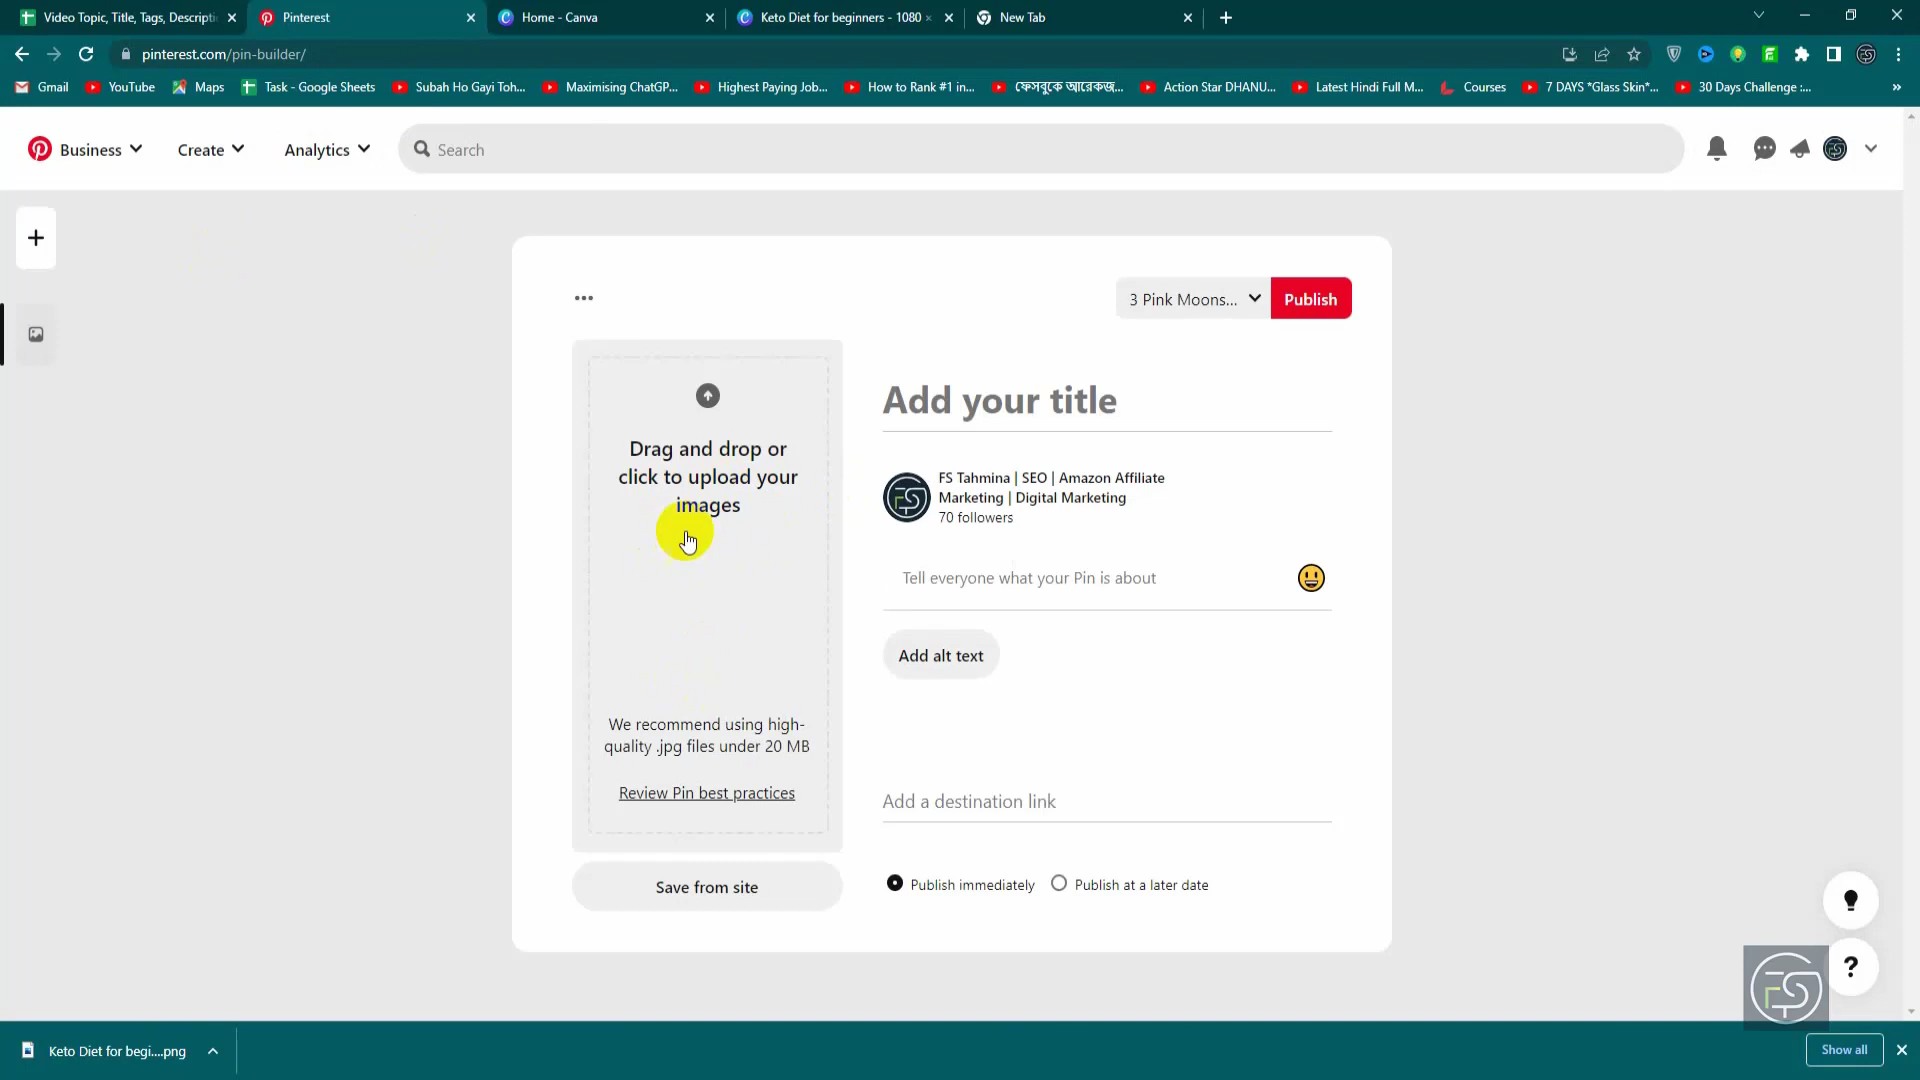 Video Topic, Title, Tags, Descripti
Pinterest
Home - Canva
Keto Diet for beginners - 1080
New Tab
pinterest.com/pin-builder/
Gmail
YouTube
Maps
Task - Google Sheets
Subah Ho Gayi Toh...
Maximising ChatGP...
Highest Paying Job...
How to Rank #1 in...
ফেসবুকে আরেকজ...
Action Star DHANU...
Latest Hindi Full M...
Courses
7 DAYS *Glass Skin*...
30 Days Challenge :...
»
Business
Create
Analytics
Search
3 Pink Moons...
Publish
Drag and drop or
click to upload your
images
We recommend using high-
quality .jpg files under 20 MB
Review Pin best practices
Save from site
Add your title
FS Tahmina | SEO | Amazon Affiliate
Marketing | Digital Marketing
70 followers
Tell everyone what your Pin is about
Add alt text
Add a destination link
Publish immediately
Publish at a later date
?
Keto Diet for begi....png
Show all